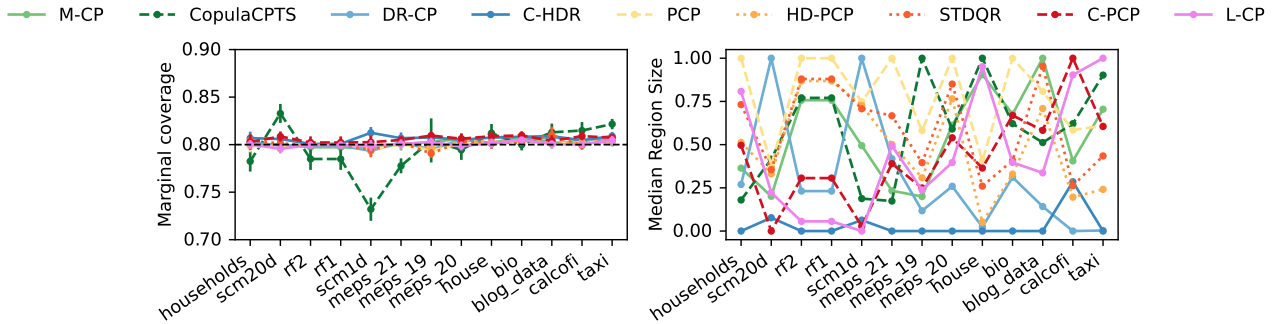 M-CP CopulaCPTS DR-CP C-HDR PCP HD-PCP STDQR C-PCP L-CP
Marginal coverage
0.90
0.85
0.80
0.75
0.70
households scm20d rf2 rf1 scm1d meps_21 meps_19 meps_20 house bio blog_data calcofi taxi
Median Region Size
1.00
0.75
0.50
0.25
0.00
households scm20d rf2 rf1 scm1d meps_21 meps_19 meps_20 house bio blog_data calcofi taxi